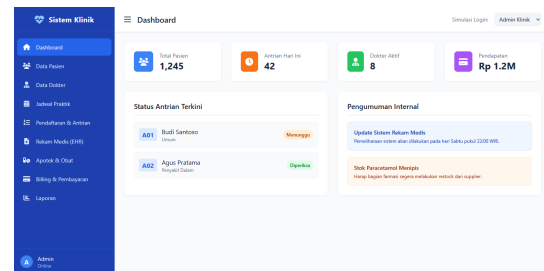 Sistem Klinik
Dashboard
Data Pasien
Data Dokter
Jadwal Praktik
Pendaftaran & Antrian
Rekam Medis (EHR)
Apotek & Obat
Billing & Pembayaran
Laporan
A
Admin
Online
Dashboard
Simulasi Login: Admin Klinik
Total Pasien
1,245
Antrian Hari Ini
42
Dokter Aktif
8
Pendapatan
Rp 1.2M
Status Antrian Terkini
A01 Budi Santoso Menunggu
Umum
A02 Agus Pratama Diperiksa
Penyakit Dalam
Pengumuman Internal
Update Sistem Rekam Medis
Pemeliharaan sistem akan dilakukan pada hari Sabtu pukul 22:00 WIB.
Stok Paracetamol Menipis
Harap bagian farmasi segera melakukan restock dari supplier.